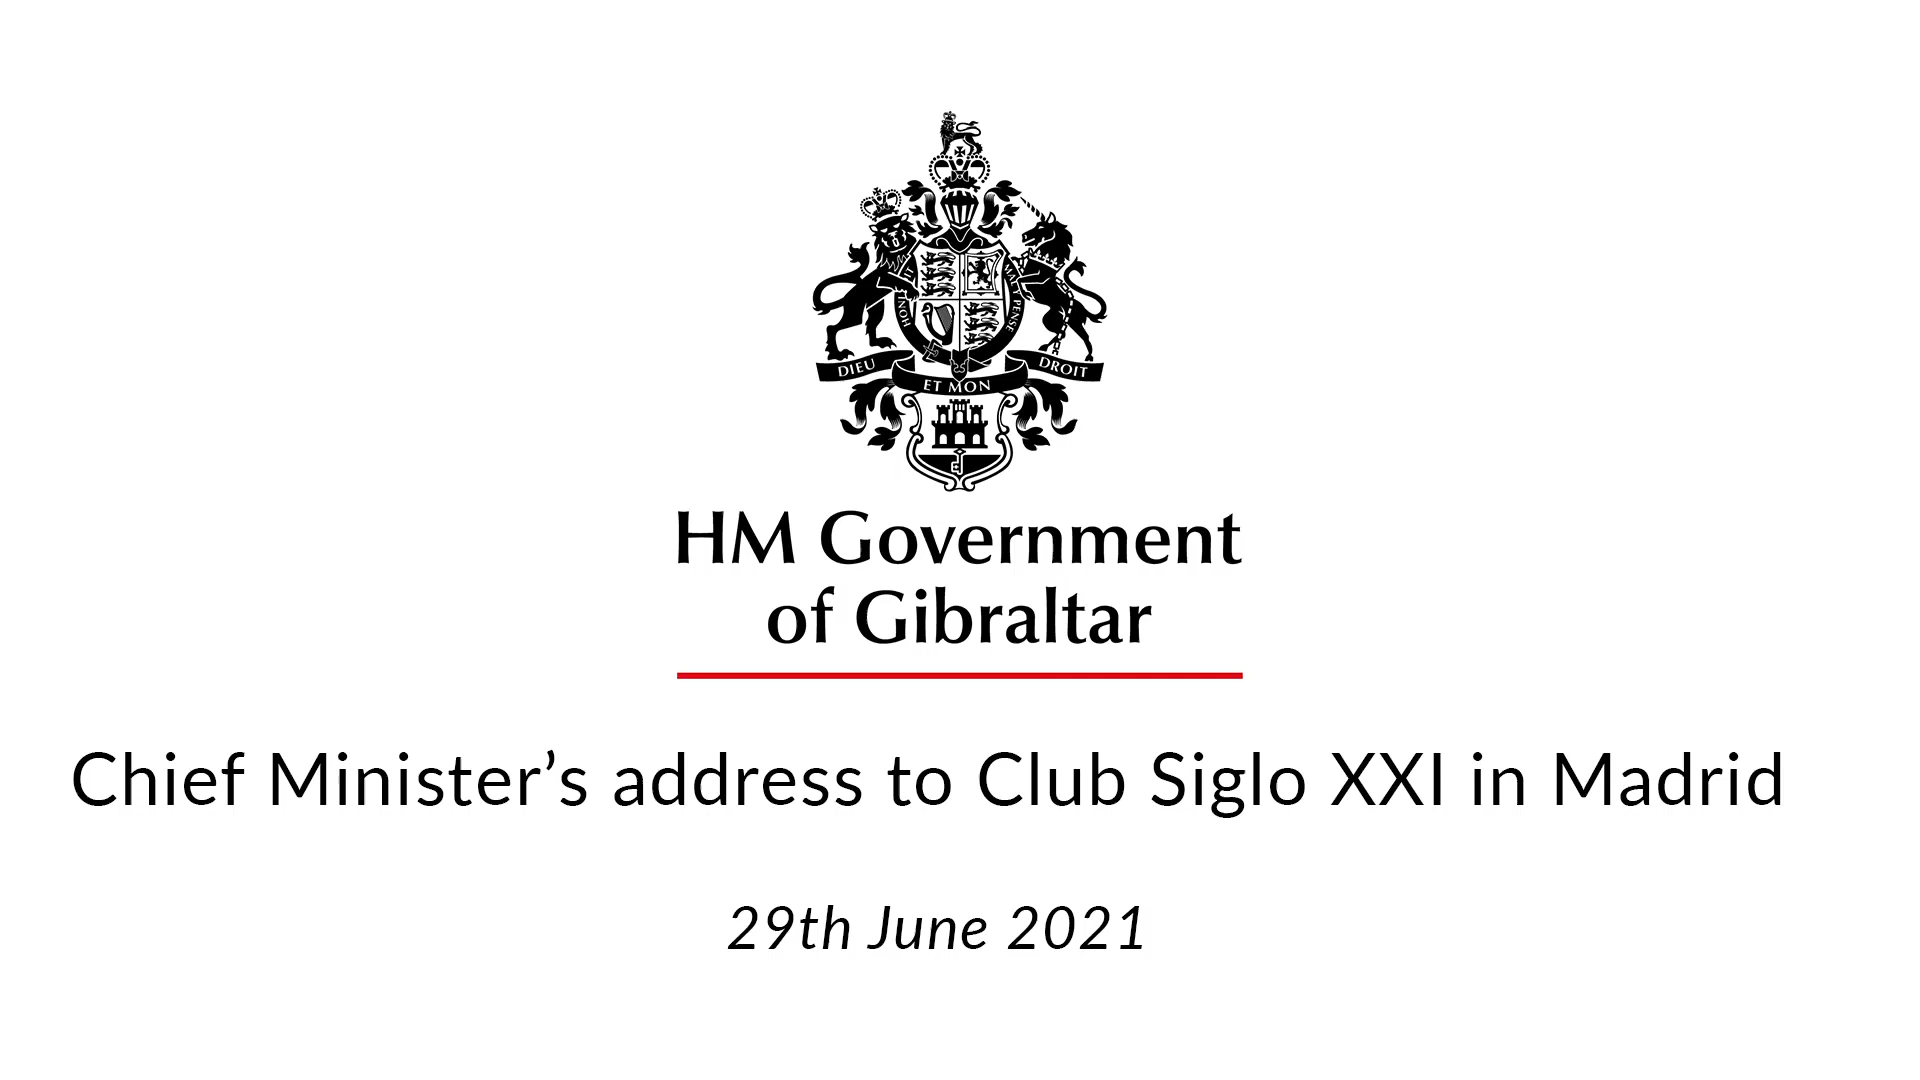 HONI
MAL Y PENSE
DIEU
ET MON
DROIT
HM Government
of Gibraltar
Chief Minister’s address to Club Siglo XXI in Madrid
29th June 2021